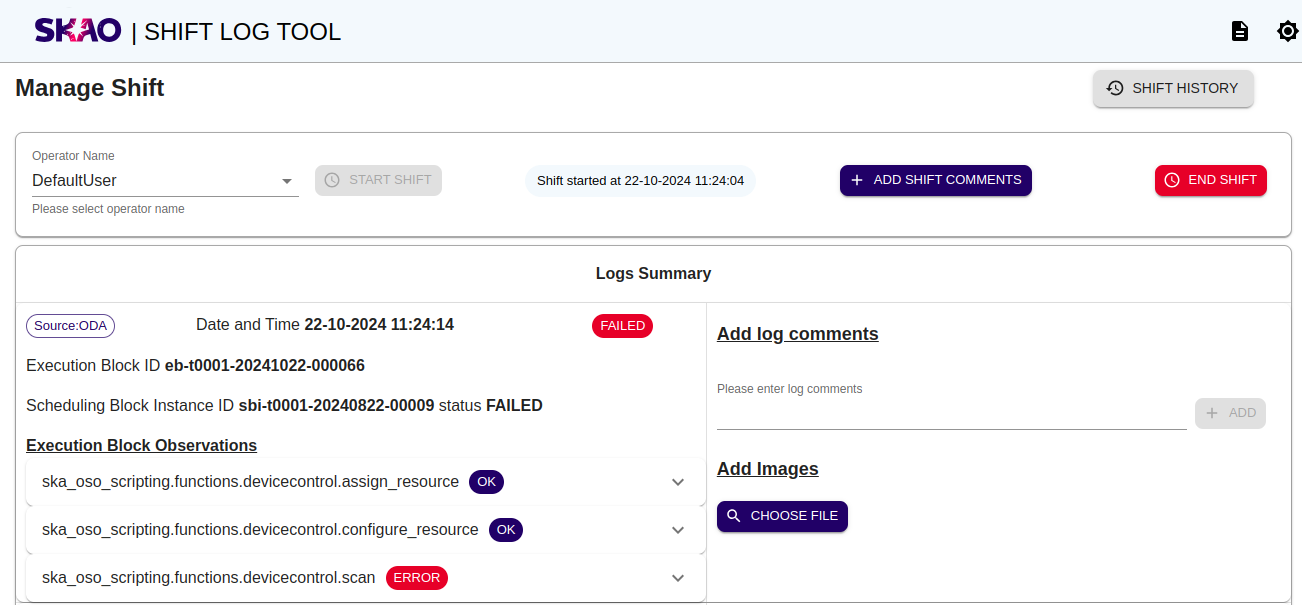 SKAO | SHIFT LOG TOOL
Manage Shift
SHIFT HISTORY
Operator Name
DefaultUser
START SHIFT
Shift started at 22-10-2024 11:24:04
ADD SHIFT COMMENTS
END SHIFT
Please select operator name
Logs Summary
Source:ODA
Date and Time 22-10-2024 11:24:14
FAILED
Execution Block ID eb-t0001-20241022-000066
Scheduling Block Instance ID sbi-t0001-20240822-00009 status FAILED
Execution Block Observations
ska_oso_scripting.functions.devicecontrol.assign_resource OK
ska_oso_scripting.functions.devicecontrol.configure_resource OK
ska_oso_scripting.functions.devicecontrol.scan ERROR
Add log comments
Please enter log comments
ADD
Add Images
CHOOSE FILE